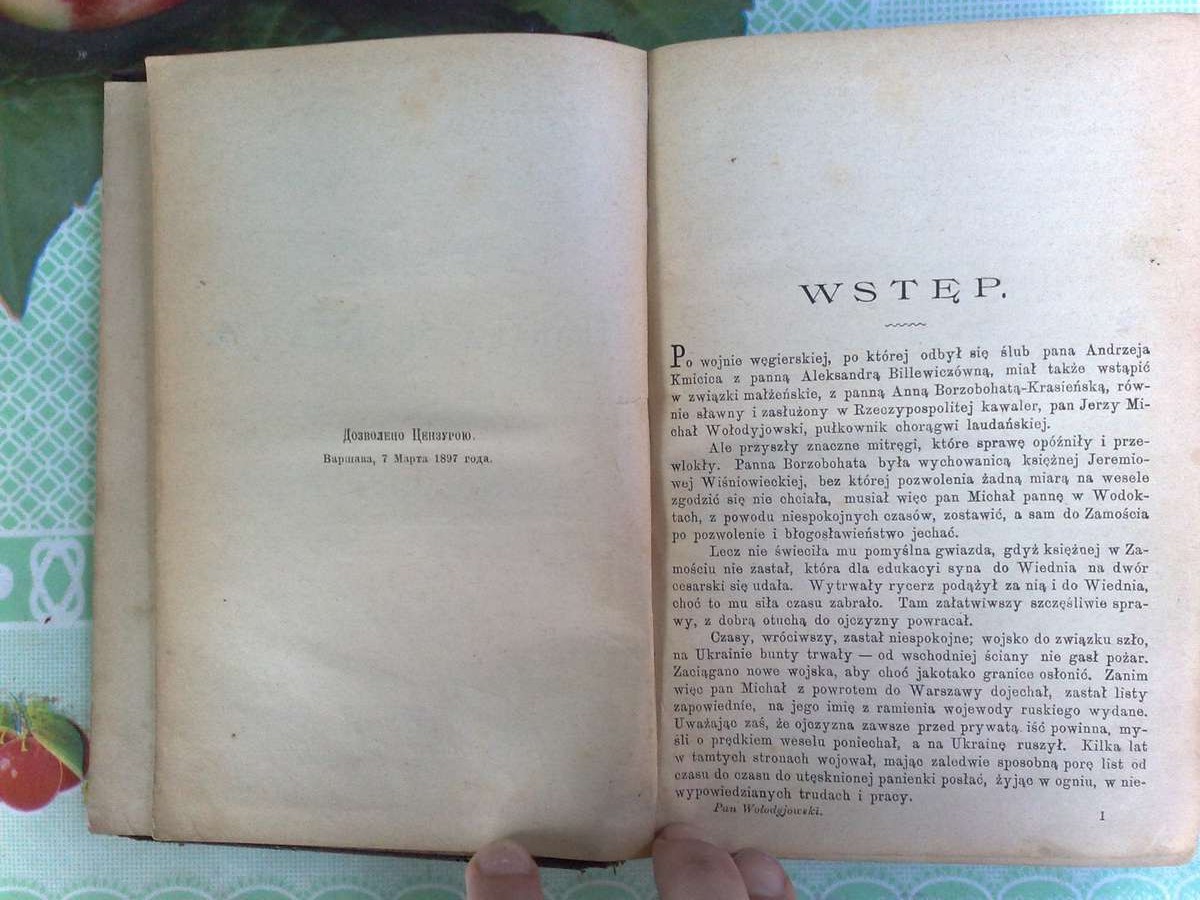 Дозволено Цензурою.
Варшава, 7 Марта 1897 года.
WSTĘP.
Po wojnie węgierskiej, po której odbył się ślub pana Andrzeja
Kmicica z panną Aleksandrą Billewiczówną, miał także wstąpić
w związki małżeńskie, z panną Anną Borzobohatą-Krasieńską, rów-
nie sławny i zasłużony w Rzeczypospolitej kawaler, pan Jerzy Mi-
chał Wołodyjowski, pułkownik chorągwi laudańskiej.
Ale przyszły znaczne mitręgi, które sprawę opóźniły i prze-
wlokły. Panna Borzobohata była wychowanicą księżnej Jeremio-
wej Wiśniowieckiej, bez której pozwolenia żadną miarą na wesele
zgodzić się nie chciała, musiał więc pan Michał pannę w Wodok-
tach, z powodu niespokojnych czasów, zostawić, a sam do Zamościa
po pozwolenie i błogosławieństwo jechać.
Lecz nie świeciła mu pomyślna gwiazda, gdyż księżnej w Za-
mościu nie zastał, która dla edukacyi syna do Wiednia na dwór
cesarski się udała. Wytrwały rycerz podążył za nią i do Wiednia,
choć to mu siła czasu zabrało. Tam załatwiwszy szczęśliwie spra-
wy, z dobrą otuchą do ojczyzny powracał.
Czasy, wróciwszy, zastał niespokojne; wojsko do związku szło,
na Ukrainie bunty trwały — od wschodniej ściany nie gasł pożar.
Zaciągano nowe wojska, aby choć jakotako granice osłonić. Zanim
więc pan Michał z powrotem do Warszawy dojechał, zastał listy
zapowiednie, na jego imię z ramienia wojewody ruskiego wydane.
Uważając zaś, że ojczyzna zawsze przed prywatą iść powinna, my-
śli o prędkiem weselu poniechał, a na Ukrainę ruszył. Kilka lat
w tamtych stronach wojował, mając zaledwie sposobną porę list od
czasu do czasu do utęsknionej panienki posłać, żyjąc w ogniu, w nie-
wypowiedzianych trudach i pracy.
Pan Wołodyjowski. 1